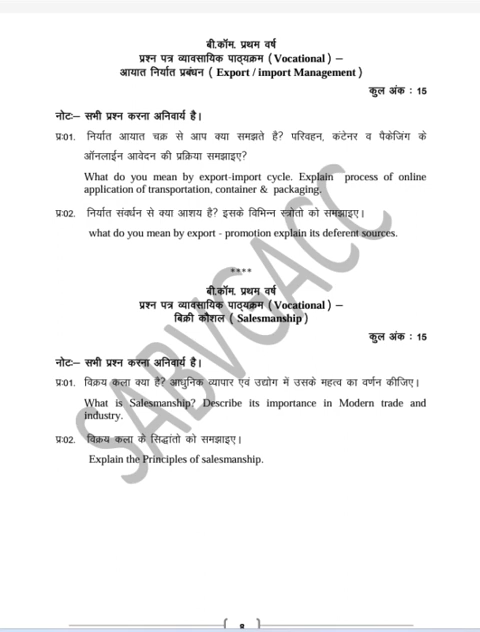 बी.कॉम. प्रथम वर्ष
प्रश्न पत्र व्यावसायिक पाठ्यक्रम ( Vocational ) –
आयात निर्यात प्रबंधन ( Export / import Management )
कुल अंक : 15
नोटः– सभी प्रश्न करना अनिवार्य है।
प्र:01. निर्यात आयात चक्र से आप क्या समझते है? परिवहन, कंटेनर व पैकेजिंग के
ऑनलाईन आवेदन की प्रक्रिया समझाइए?
What do you mean by export-import cycle. Explain process of online
application of transportation, container & packaging.
प्र:02. निर्यात संवर्धन से क्या आशय है? इसके विभिन्न स्त्रोतो को समझाइए।
what do you mean by export - promotion explain its deferent sources.
****
बी.कॉम. प्रथम वर्ष
प्रश्न पत्र व्यावसायिक पाठ्यक्रम ( Vocational ) –
बिक्री कौशल ( Salesmanship )
कुल अंक : 15
नोटः– सभी प्रश्न करना अनिवार्य है।
प्र:01. विक्रय कला क्या है? आधुनिक व्यापार एवं उद्योग में उसके महत्व का वर्णन कीजिए।
What is Salesmanship? Describe its importance in Modern trade and
industry.
प्र:02. विक्रय कला के सिद्धांतो को समझाइए।
Explain the Principles of salesmanship.
SABVGACC
8